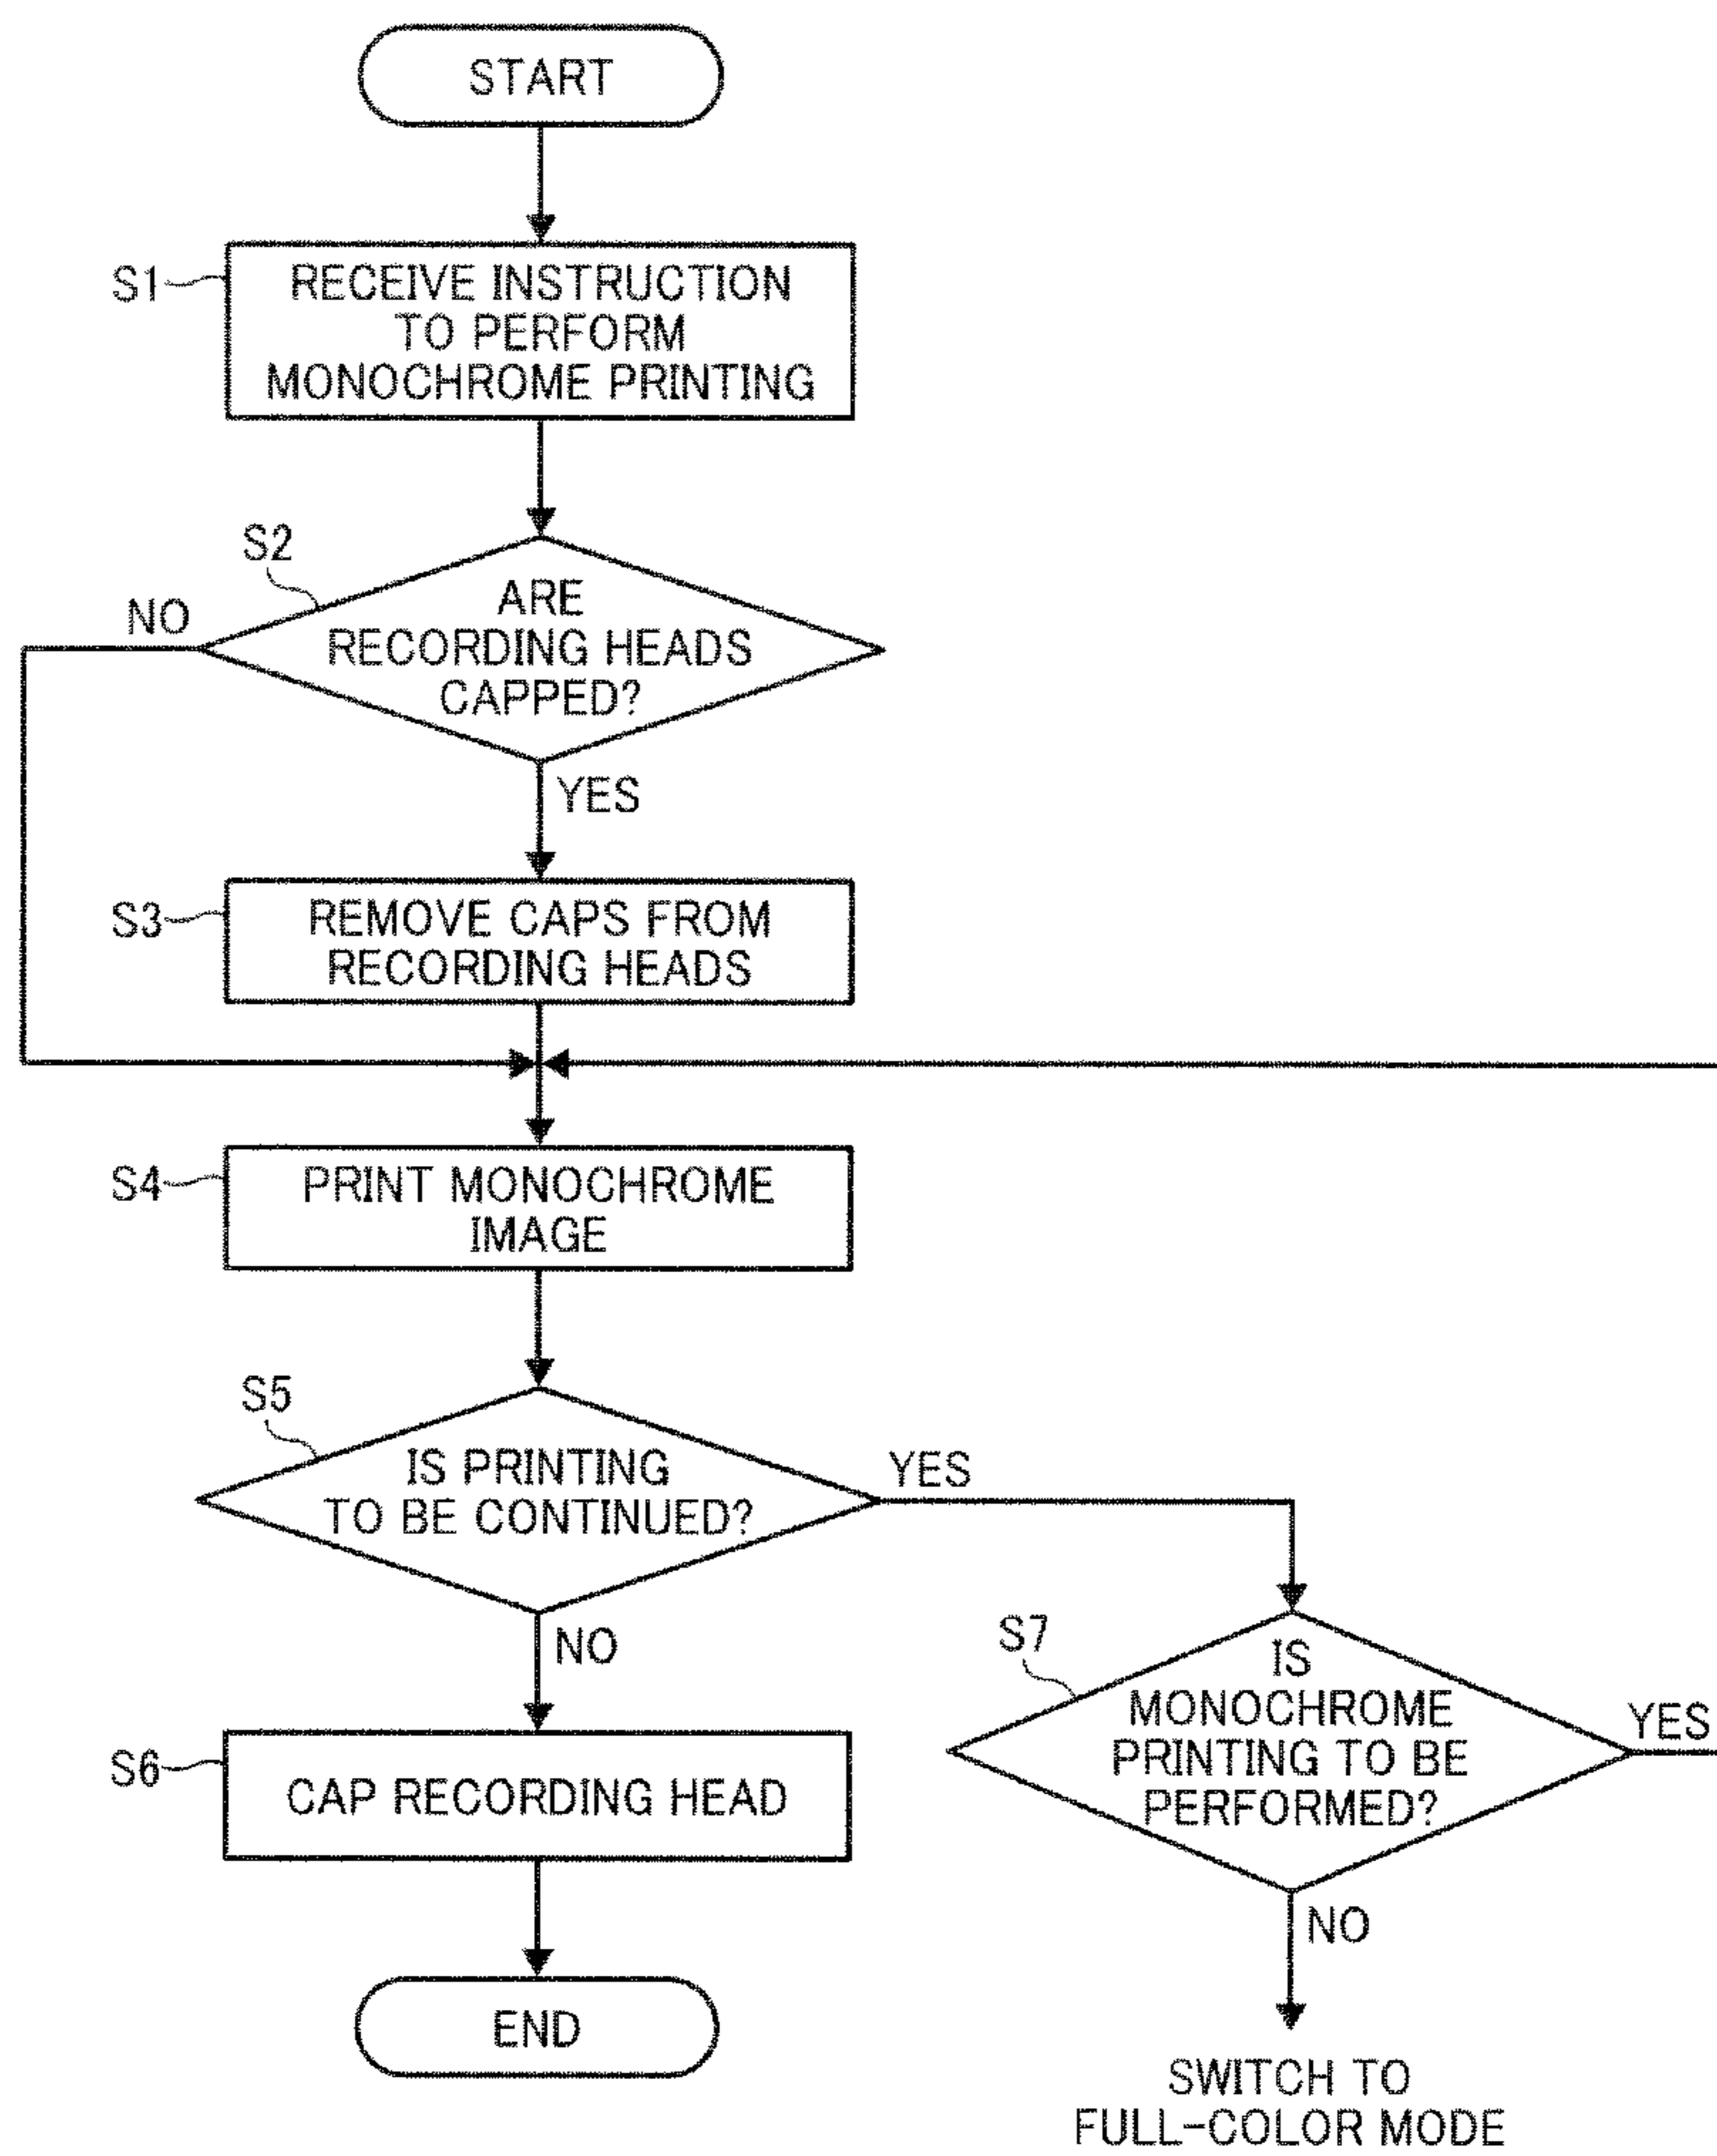 START
S1
RECEIVE INSTRUCTION
TO PERFORM
MONOCHROME PRINTING
S2
NO
ARE
RECORDING HEADS
CAPPED?
YES
S3
REMOVE CAPS FROM
RECORDING HEADS
S4
PRINT MONOCHROME
IMAGE
S5
IS PRINTING
TO BE CONTINUED?
YES
NO
S7
IS
MONOCHROME
PRINTING TO BE
PERFORMED?
YES
S6
CAP RECORDING HEAD
NO
END
SWITCH TO
FULL-COLOR MODE